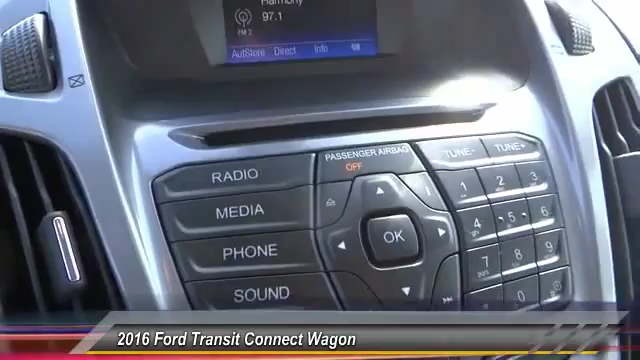 Harmony
97.1
FM 2
AutoStore Direct Info
PASSENGER AIRBAG
OFF
TUNE- TUNE+
RADIO
MEDIA
PHONE
SOUND
i
OK
1 2 3
4 5 6
7 8 9
0
2016 Ford Transit Connect Wagon